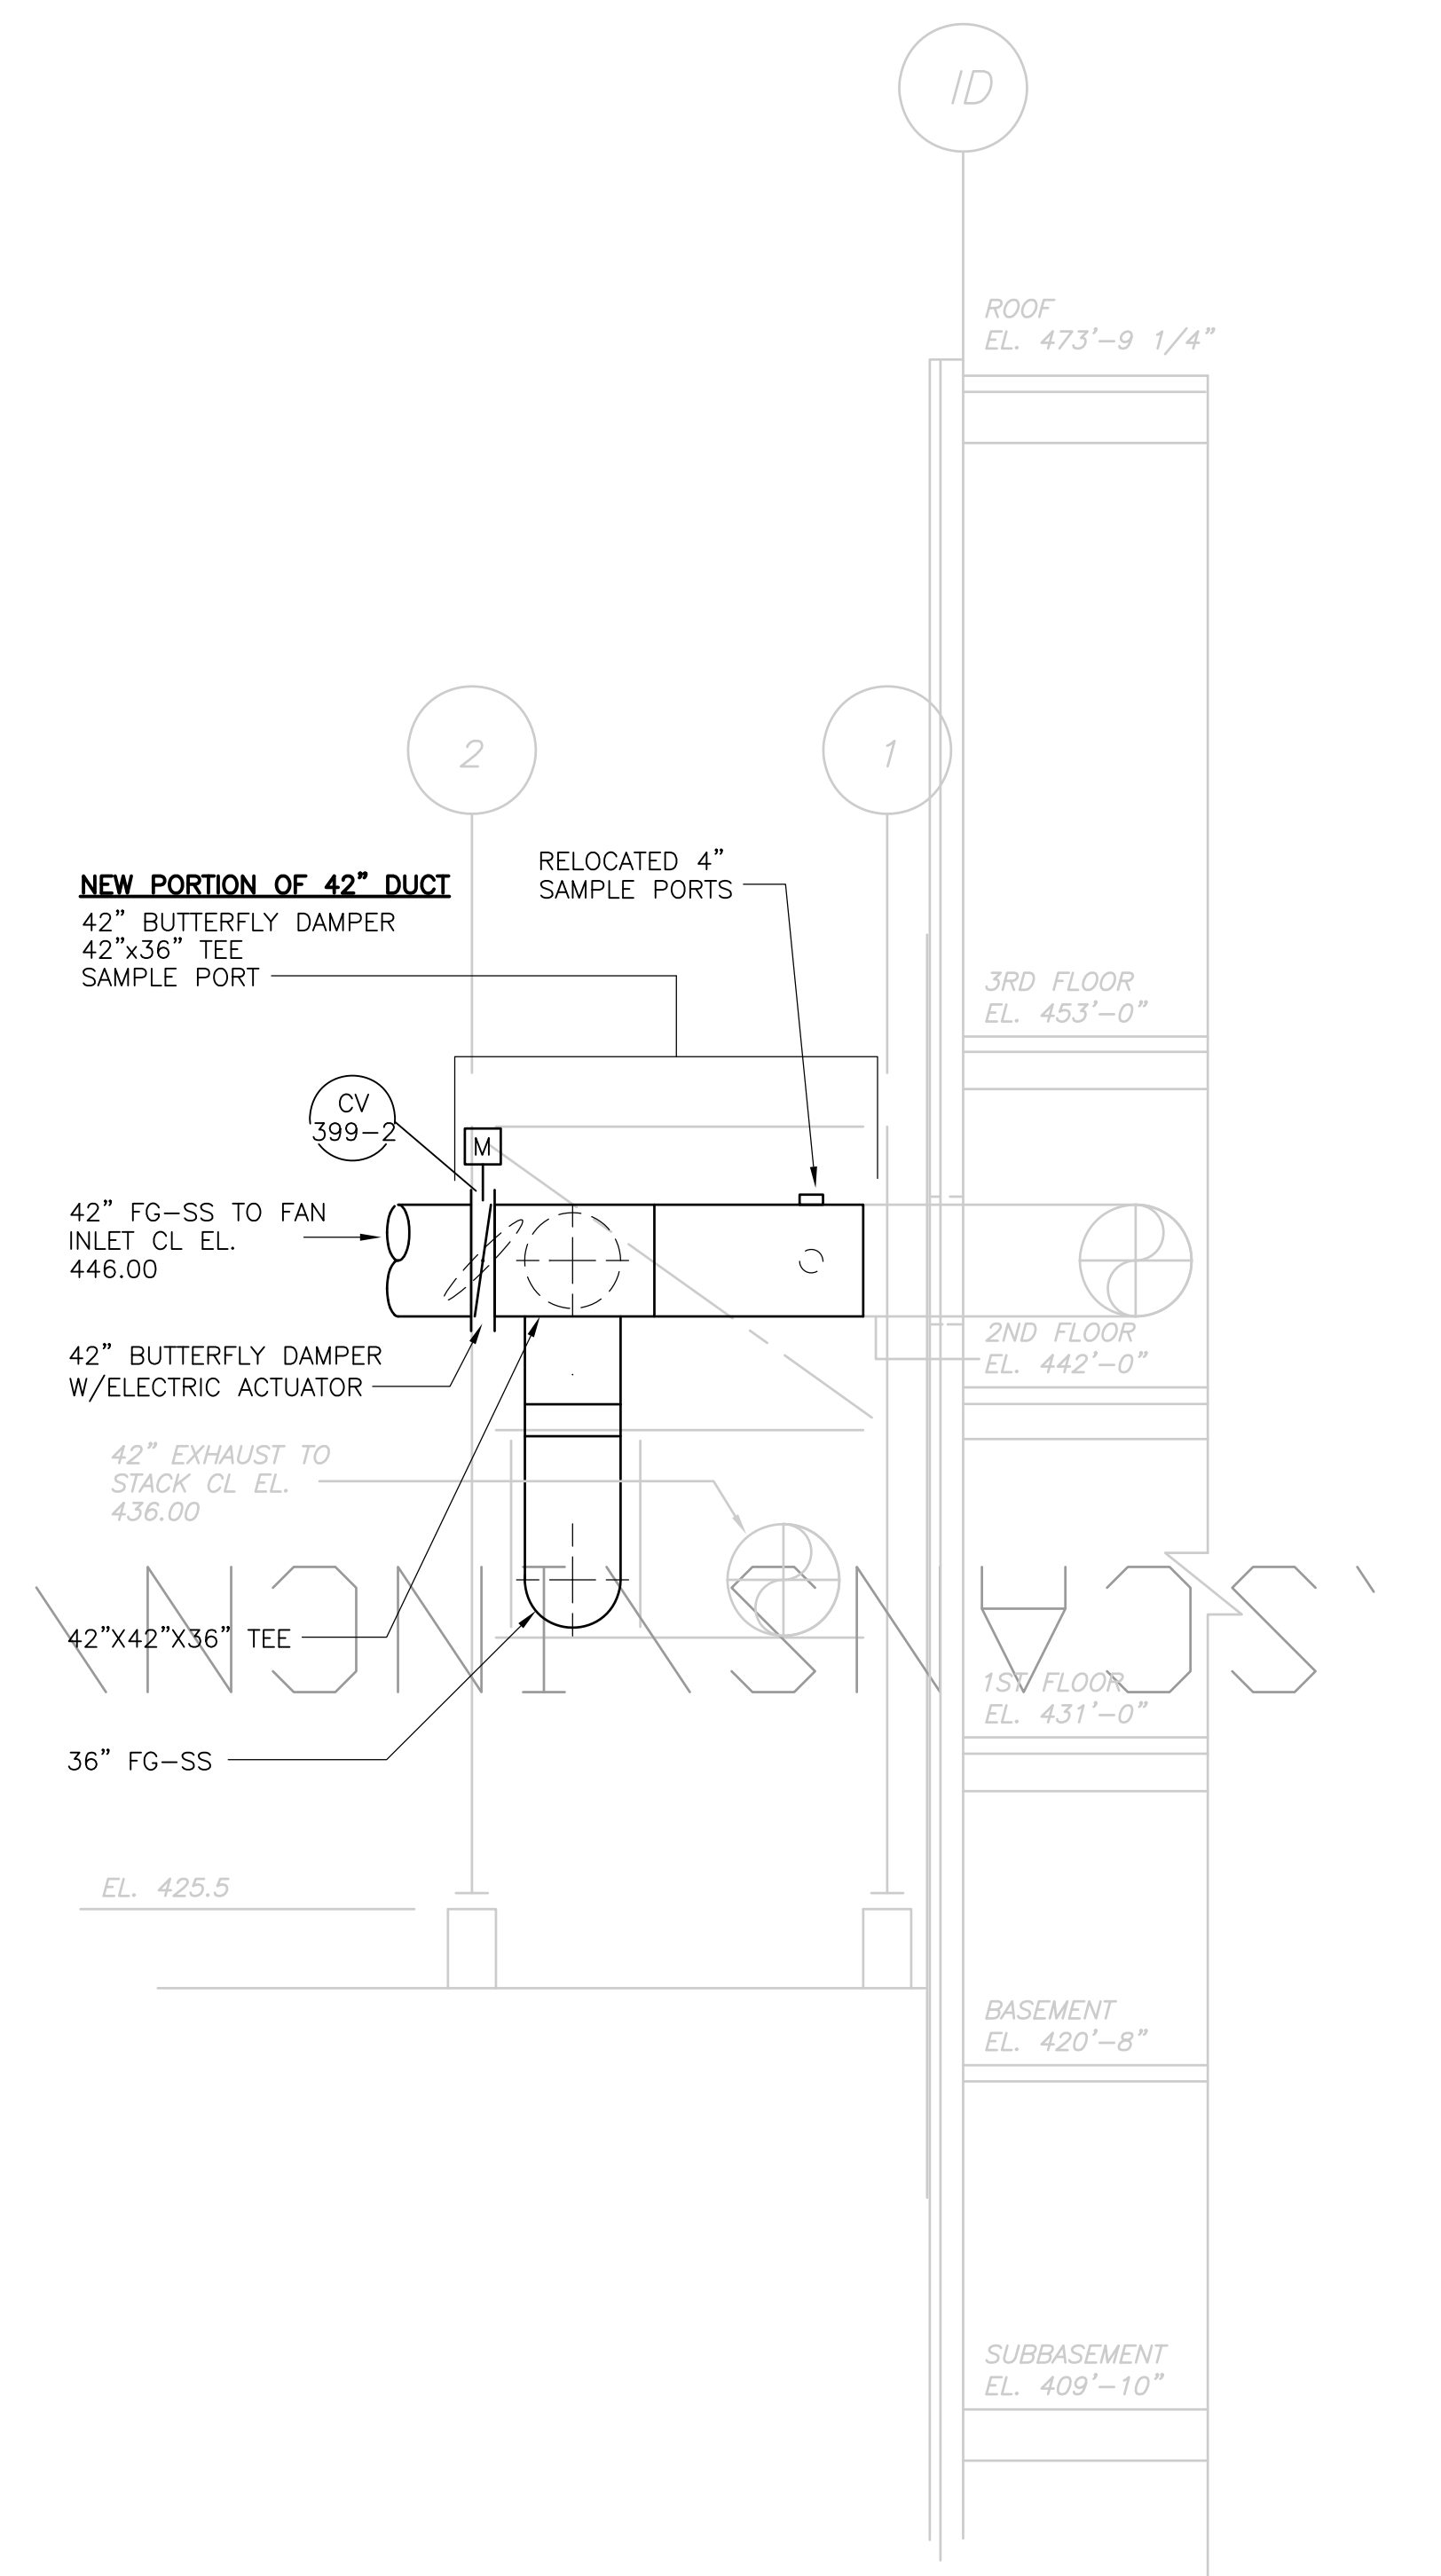 1D
ROOF
EL. 473'-9 1/4"
2
1
RELOCATED 4"
SAMPLE PORTS
NEW PORTION OF 42" DUCT
42" BUTTERFLY DAMPER
42"x36" TEE
SAMPLE PORT
3RD FLOOR
EL. 453'-0"
CV
399-2
M
42" FG-SS TO FAN
INLET CL EL.
446.00
2ND FLOOR
EL. 442'-0"
42" BUTTERFLY DAMPER
W/ELECTRIC ACTUATOR
42" EXHAUST TO
STACK CL EL.
436.00
42"X42"X36" TEE
1ST FLOOR
EL. 431'-0"
36" FG-SS
EL. 425.5
BASEMENT
EL. 420'-8"
SUBBASEMENT
EL. 409'-10"